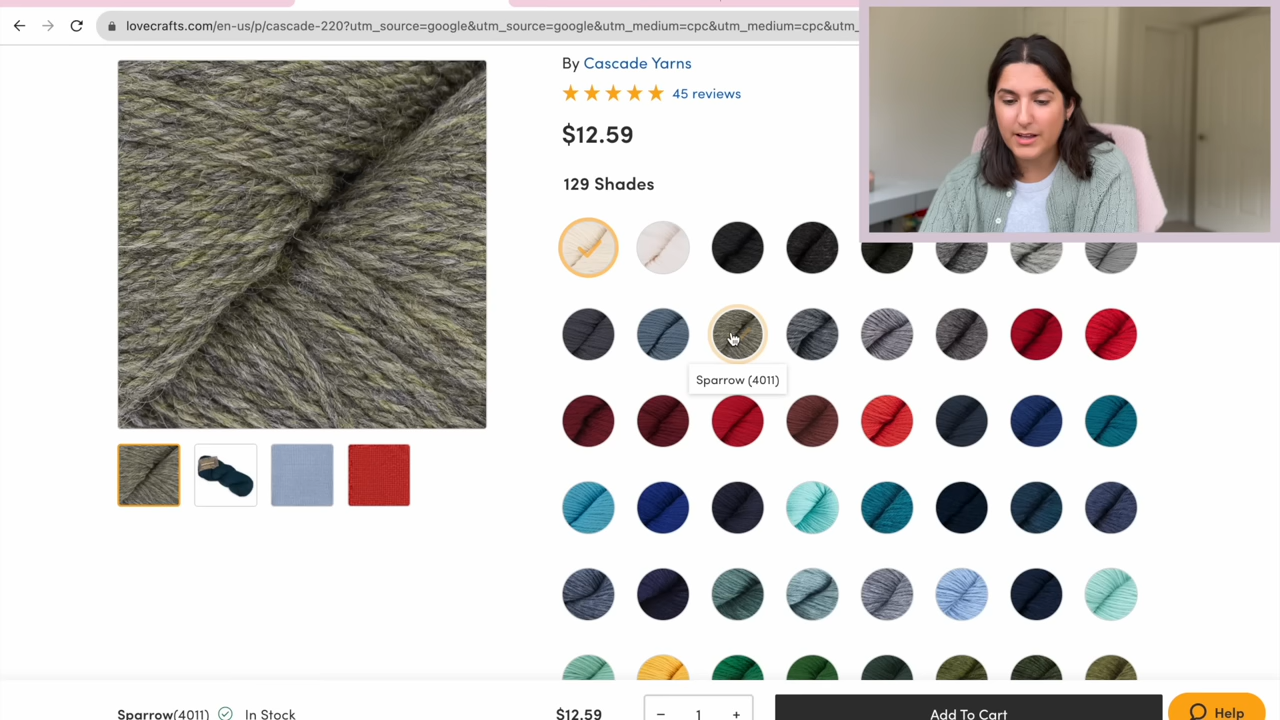 lovecrafts.com/en-us/p/cascade-220?utm_source=google&utm_source=google&utm_medium=cpc&utm_medium=cpc&utm_
By Cascade Yarns
45 reviews
$12.59
129 Shades
Sparrow (4011)
Sparrow(4011) In Stock
$12.59
− 1 +
Add To Cart
Help